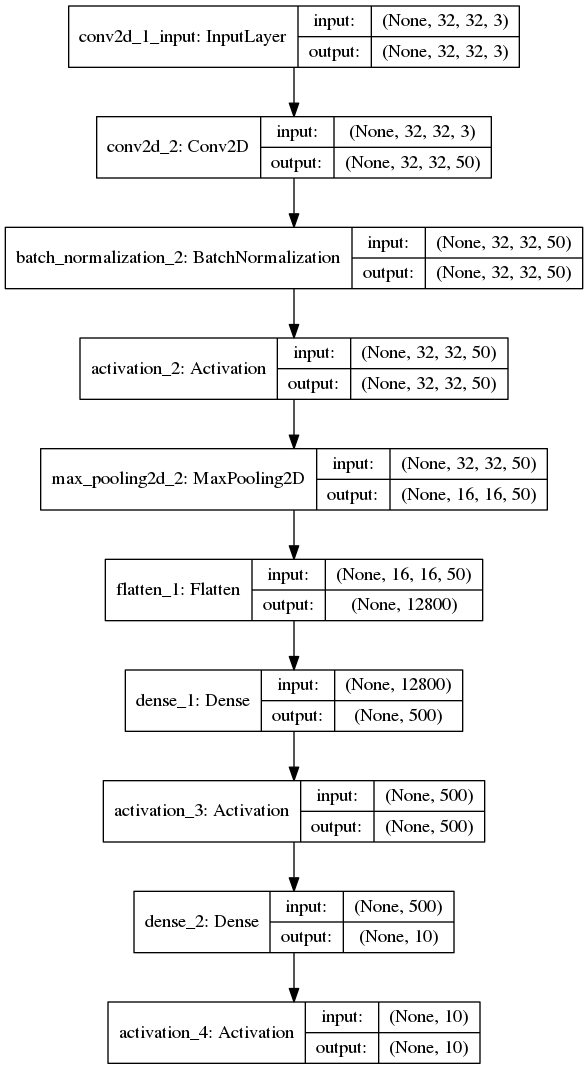 conv2d_1_input: InputLayer
input: (None, 32, 32, 3)
output: (None, 32, 32, 3)
conv2d_2: Conv2D
input: (None, 32, 32, 3)
output: (None, 32, 32, 50)
batch_normalization_2: BatchNormalization
input: (None, 32, 32, 50)
output: (None, 32, 32, 50)
activation_2: Activation
input: (None, 32, 32, 50)
output: (None, 32, 32, 50)
max_pooling2d_2: MaxPooling2D
input: (None, 32, 32, 50)
output: (None, 16, 16, 50)
flatten_1: Flatten
input: (None, 16, 16, 50)
output: (None, 12800)
dense_1: Dense
input: (None, 12800)
output: (None, 500)
activation_3: Activation
input: (None, 500)
output: (None, 500)
dense_2: Dense
input: (None, 500)
output: (None, 10)
activation_4: Activation
input: (None, 10)
output: (None, 10)